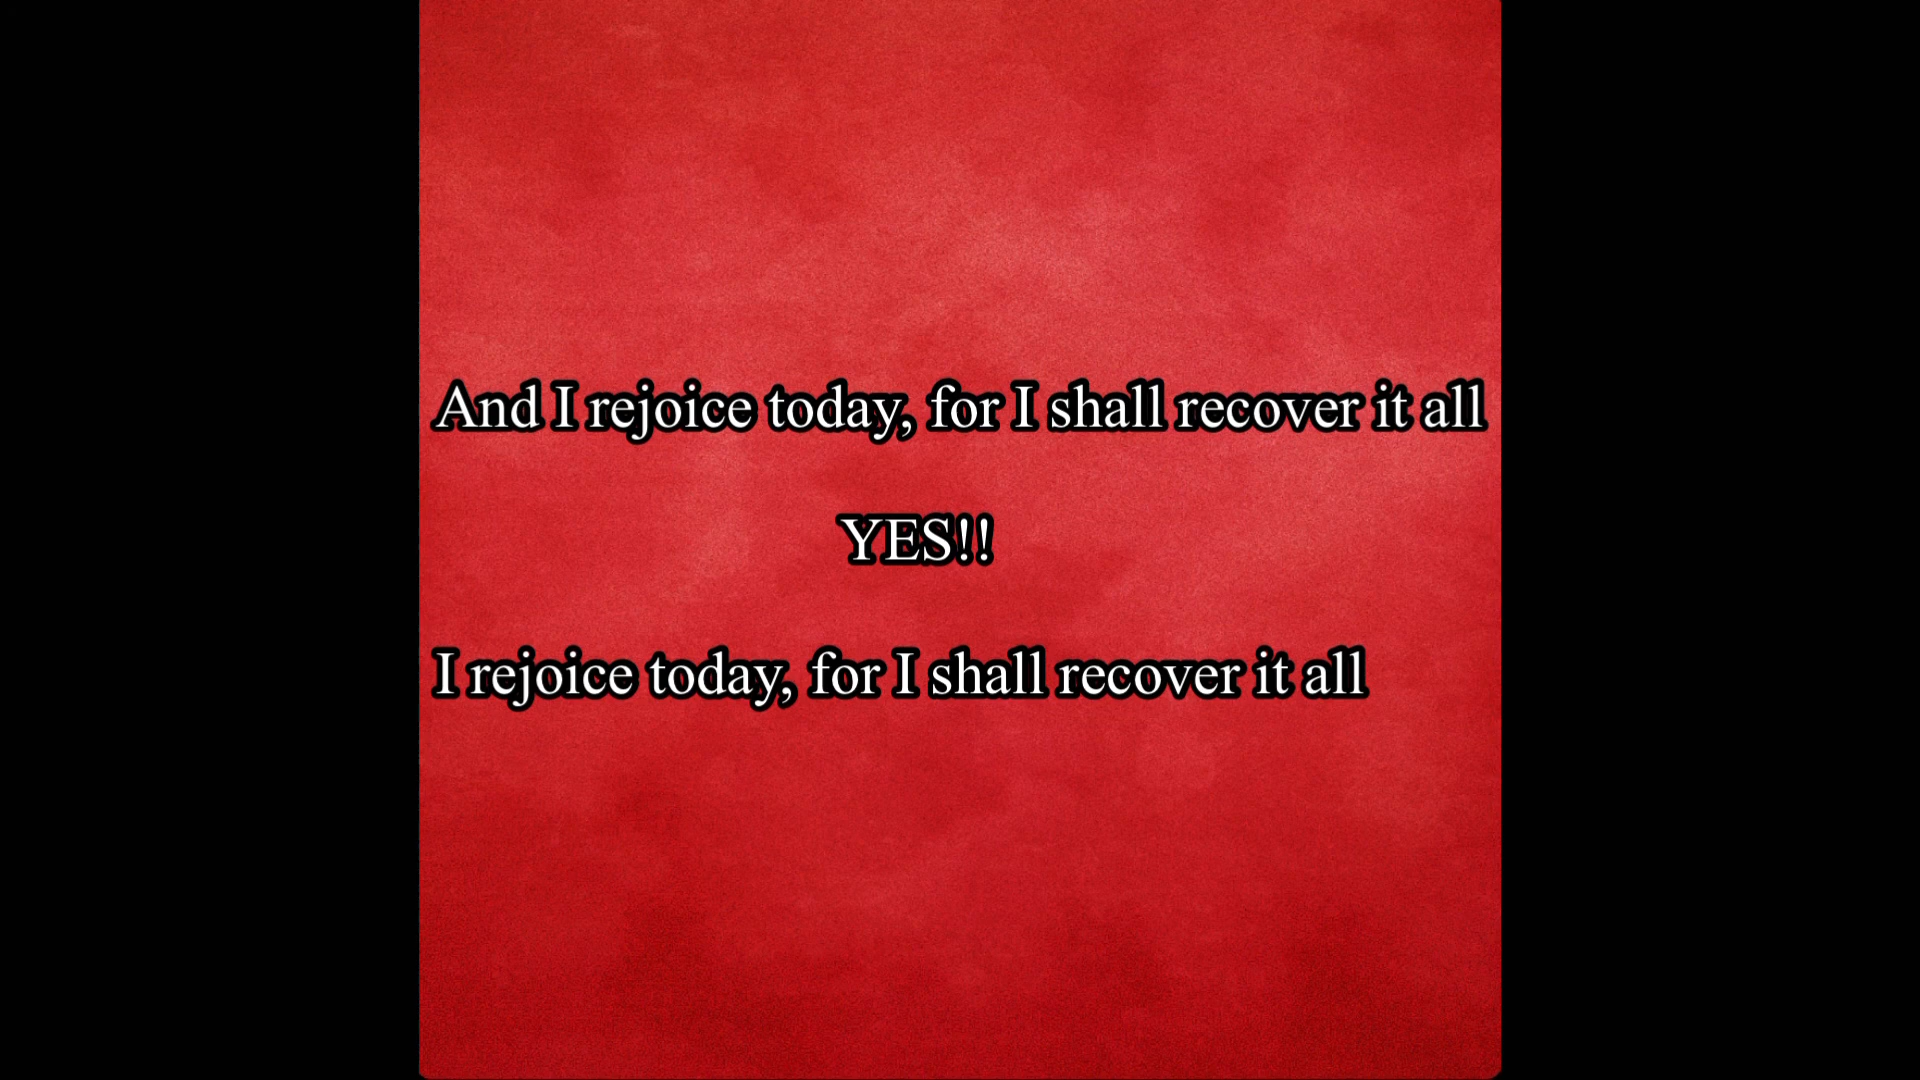 And I rejoice today, for I shall recover it all
YES!!
I rejoice today, for I shall recover it all